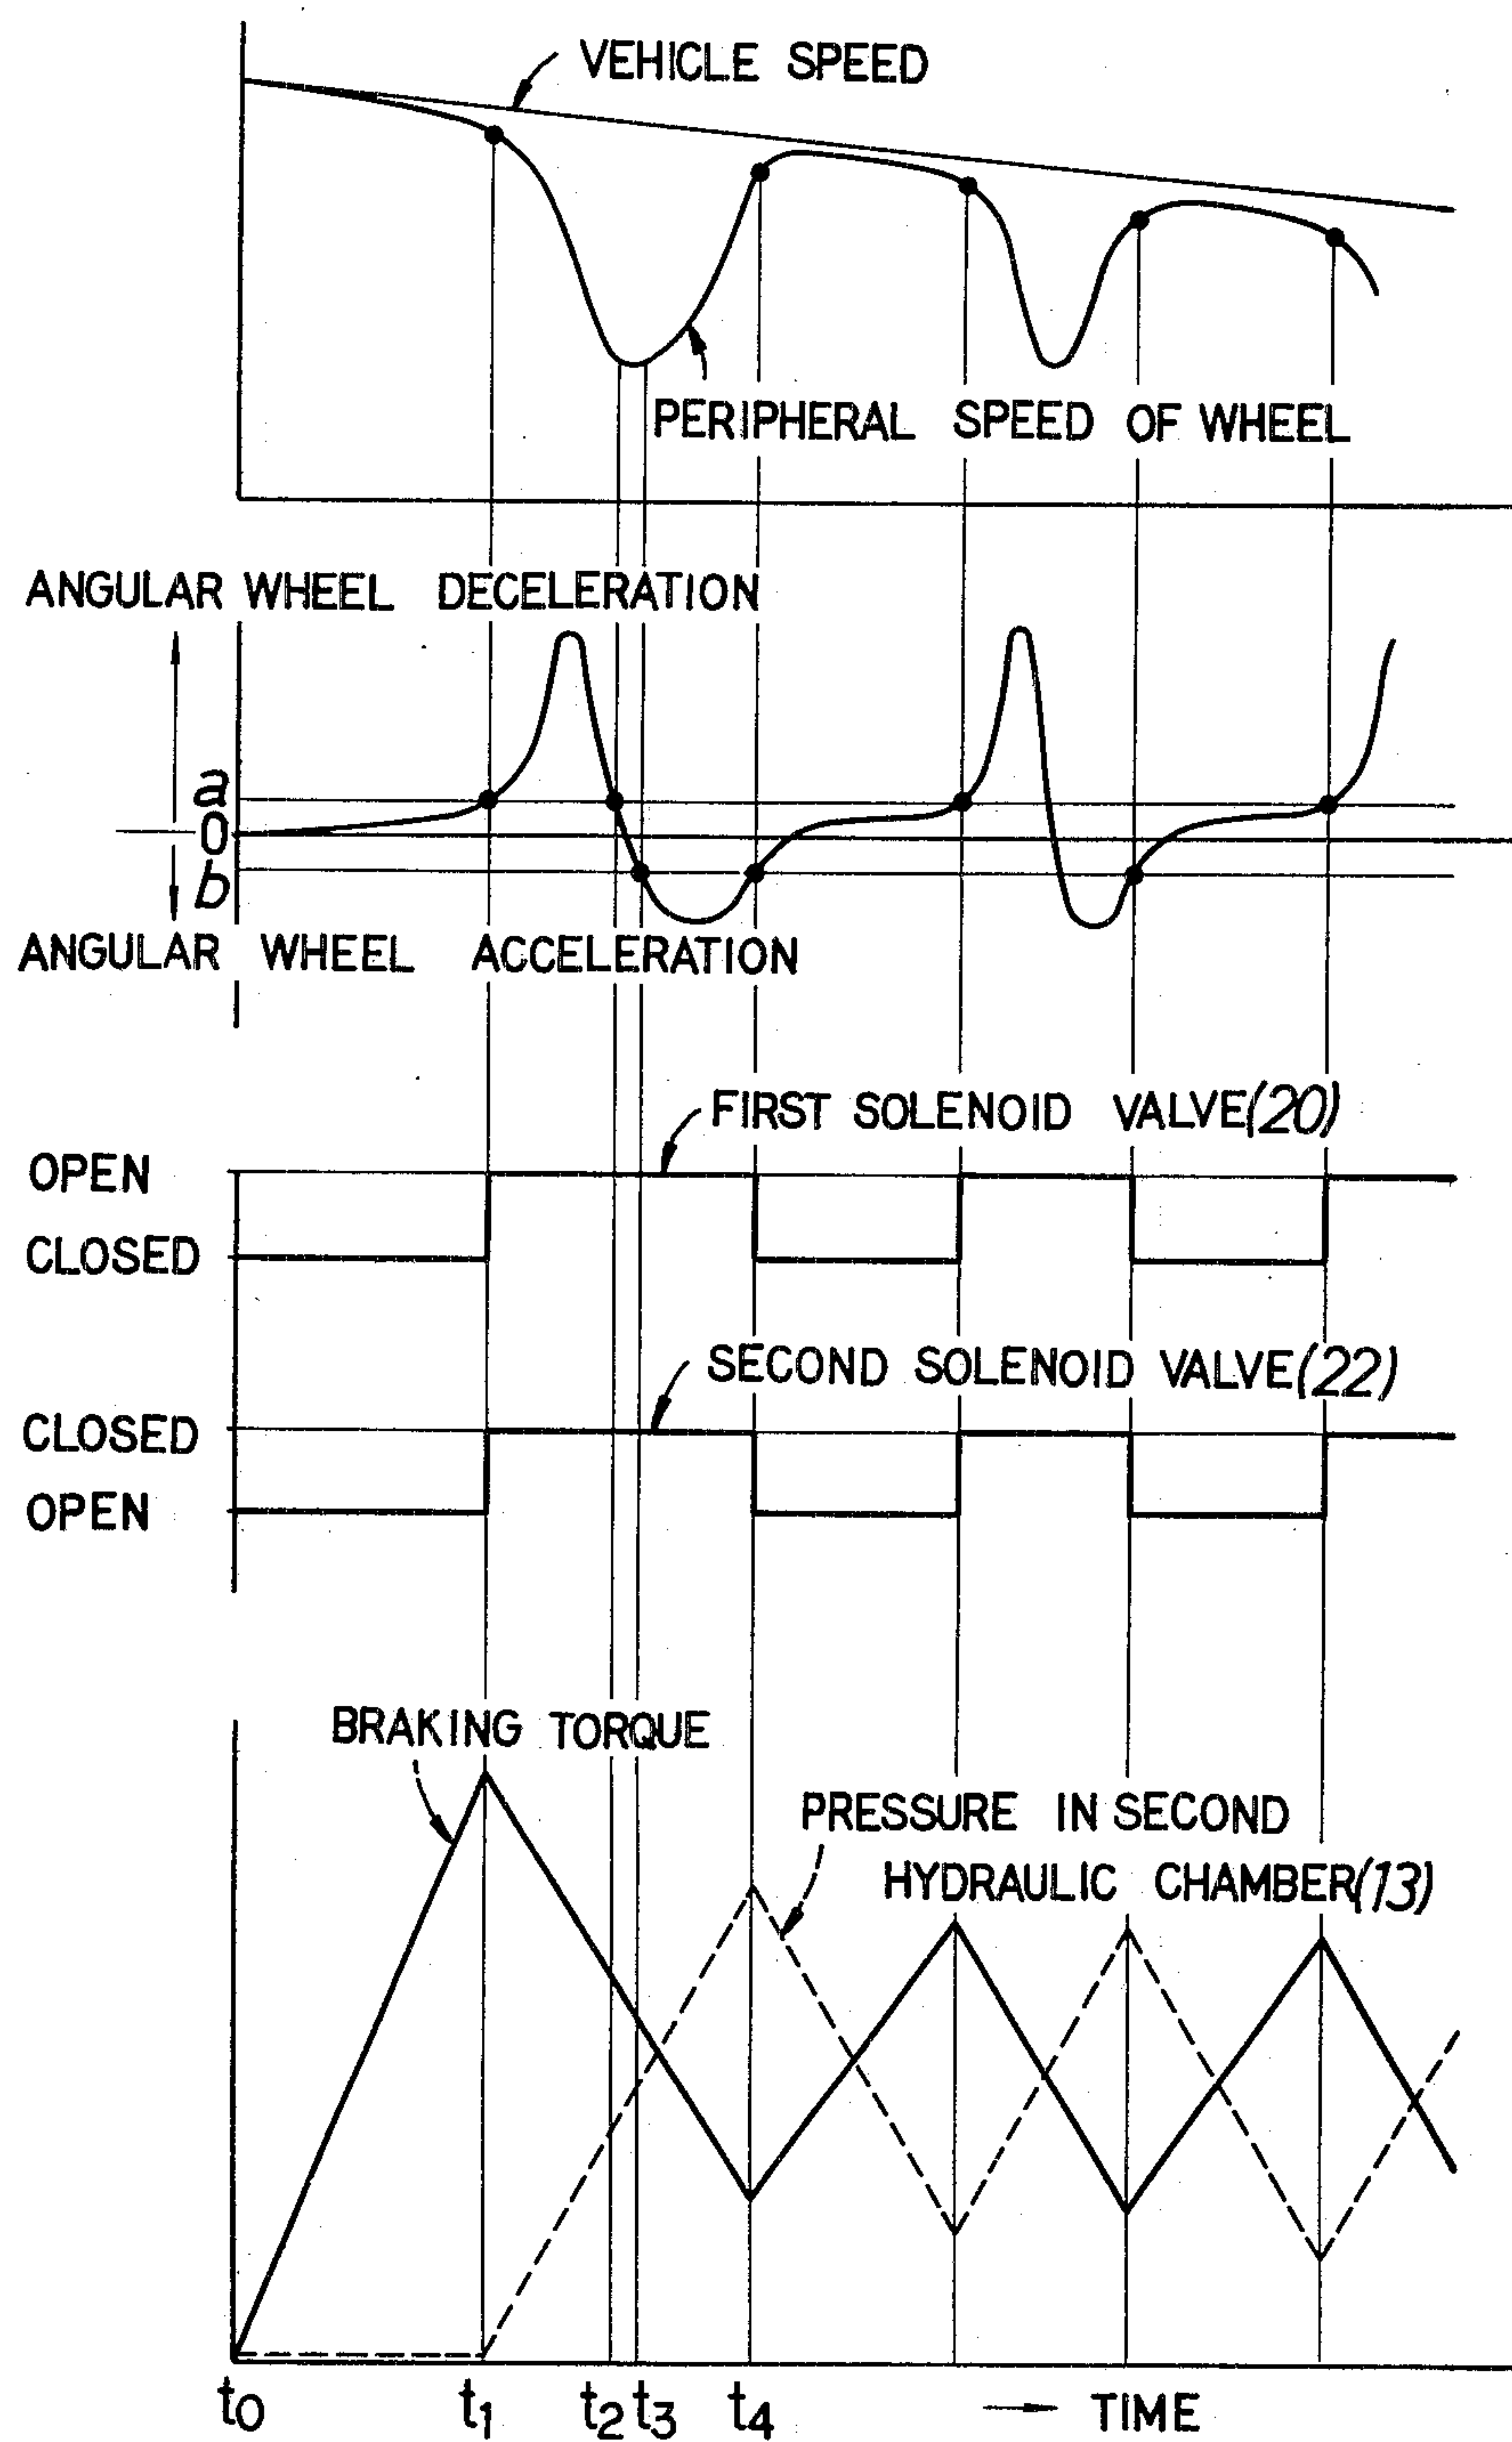 VEHICLE SPEED
PERIPHERAL SPEED OF WHEEL
ANGULAR WHEEL DECELERATION
a
0
b
ANGULAR WHEEL ACCELERATION
FIRST SOLENOID VALVE(20)
OPEN
CLOSED
SECOND SOLENOID VALVE(22)
CLOSED
OPEN
BRAKING TORQUE
PRESSURE IN SECOND
HYDRAULIC CHAMBER(13)
t0 t1 t2 t3 t4 TIME